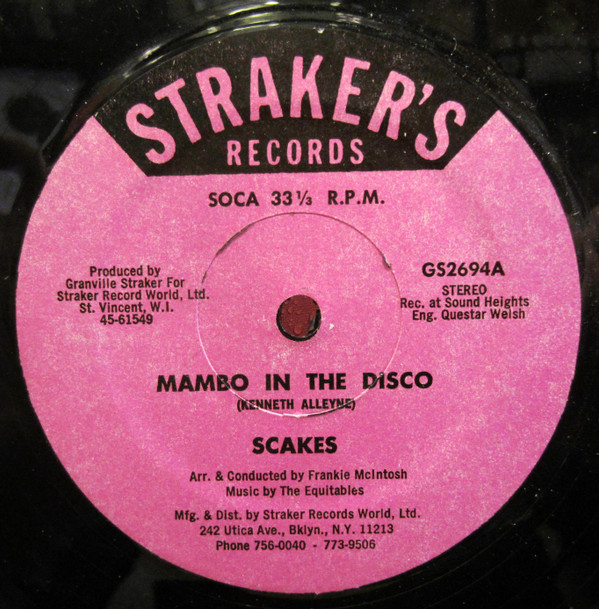 STRAKER'S
RECORDS
SOCA 33⅓ R.P.M.
Produced by
Granville Straker For
Straker Record World, Ltd.
St. Vincent, W.I.
45-61549
GS2694A
STEREO
Rec. at Sound Heights
Eng. Questar Welsh
MAMBO IN THE DISCO
(KENNETH ALLEYNE)
SCAKES
Arr. & Conducted by Frankie McIntosh
Music by The Equitables
Mfg. & Dist. by Straker Records World, Ltd.
242 Utica Ave., Bklyn., N.Y. 11213
Phone 756-0040 - 773-9506